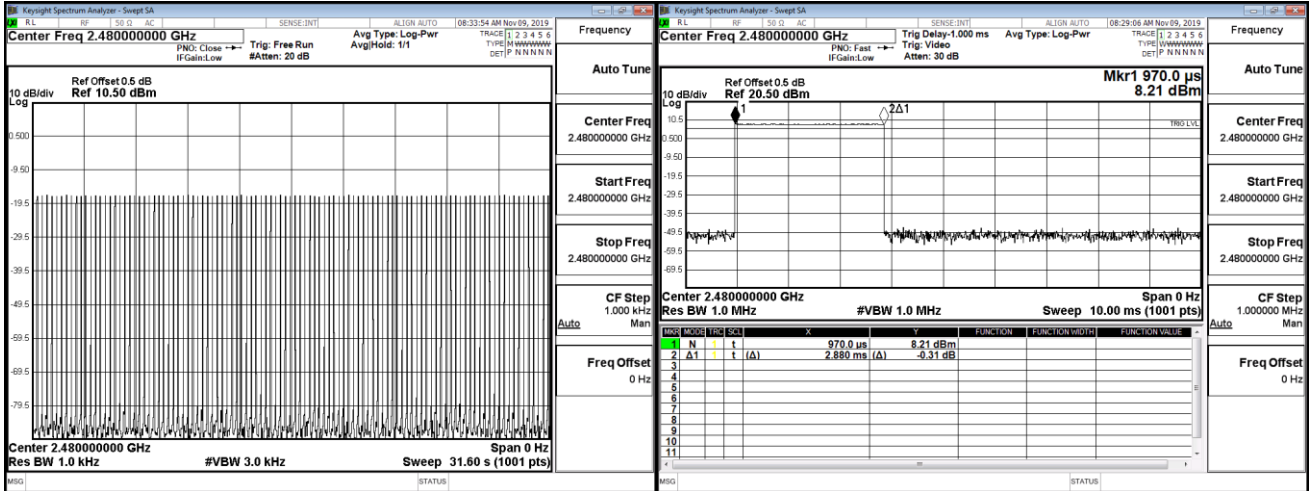 Keysight Spectrum Analyzer - Swept SA
RL RF 50 Ω AC SENSE:INT ALIGN AUTO 08:33:54 AM Nov 09, 2019
Center Freq 2.480000000 GHz
PNO: Close Trig: Free Run
IFGain:Low #Atten: 20 dB
Avg Type: Log-Pwr
Avg|Hold: 1/1
TRACE 1 2 3 4 5 6
TYPE M W W W W W
DET P N N N N N
Ref Offset 0.5 dB
10 dB/div Ref 10.50 dBm
Log
0.500
-9.50
-19.5
-29.5
-39.5
-49.5
-59.5
-69.5
-79.5
Center 2.480000000 GHz Span 0 Hz
Res BW 1.0 kHz #VBW 3.0 kHz Sweep 31.60 s (1001 pts)
MSG STATUS
Frequency
Auto Tune
Center Freq
2.480000000 GHz
Start Freq
2.480000000 GHz
Stop Freq
2.480000000 GHz
CF Step
1.000 kHz
Auto Man
Freq Offset
0 Hz
Keysight Spectrum Analyzer - Swept SA
RL RF 50 Ω AC SENSE:INT ALIGN AUTO 08:29:06 AM Nov 09, 2019
Center Freq 2.480000000 GHz
PNO: Fast Trig Delay-1.000 ms
Trig: Video
IFGain:Low Atten: 30 dB
Avg Type: Log-Pwr
TRACE 1 2 3 4 5 6
TYPE W W W W W W
DET P N N N N N
Mkr1 970.0 µs
8.21 dBm
Ref Offset 0.5 dB
10 dB/div Ref 20.50 dBm
Log
1
2Δ1
TRIG LVL
10.5
0.500
-9.50
-19.5
-29.5
-39.5
-49.5
-59.5
-69.5
Center 2.480000000 GHz Span 0 Hz
Res BW 1.0 MHz #VBW 1.0 MHz Sweep 10.00 ms (1001 pts)
MKR MODE TRC SCL X Y FUNCTION FUNCTION WIDTH FUNCTION VALUE
1 N 1 t 970.0 µs 8.21 dBm
2 Δ1 1 t (Δ) 2.880 ms (Δ) -0.31 dB
3
4
5
6
7
8
9
10
11
MSG STATUS
Frequency
Auto Tune
Center Freq
2.480000000 GHz
Start Freq
2.480000000 GHz
Stop Freq
2.480000000 GHz
CF Step
1.000000 MHz
Auto Man
Freq Offset
0 Hz